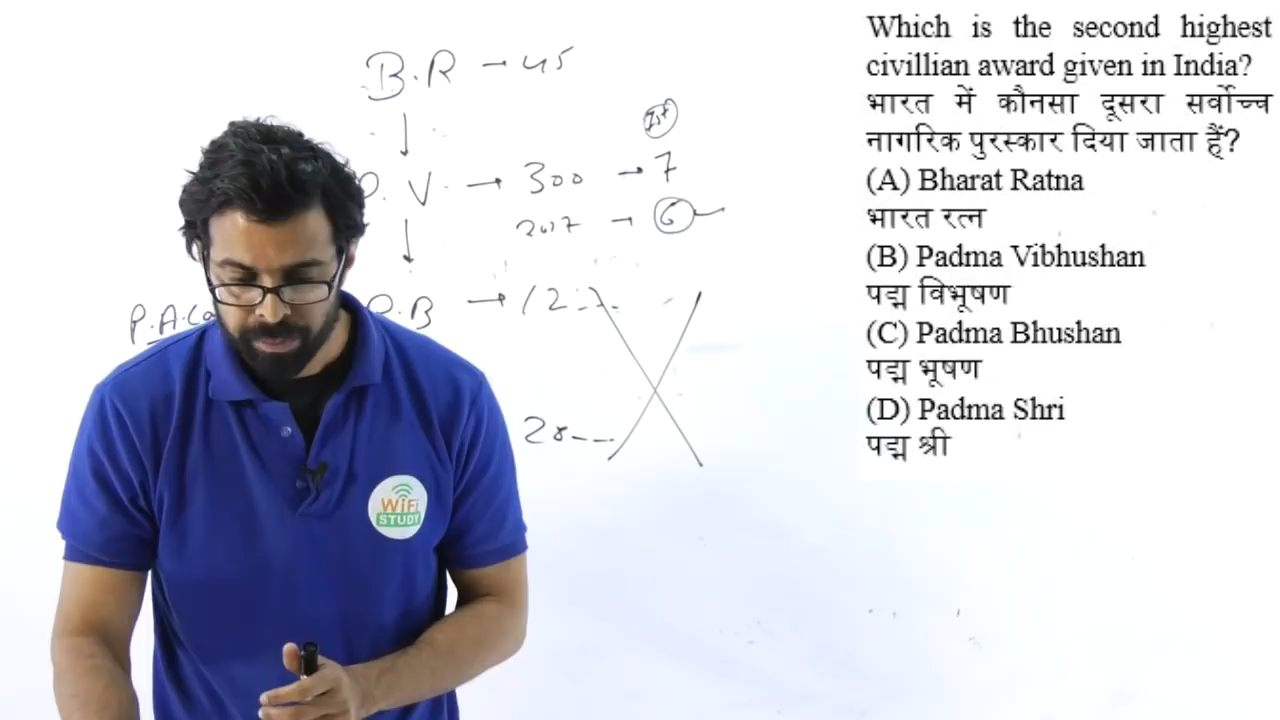 B.R → 45
Ist
V. → 300 → 7
2017 → 6
P.B → 12
P.A.Co
28
WiFi
STUDY
Which is the second highest
civillian award given in India?
भारत में कौनसा दूसरा सर्वोच्च
नागरिक पुरस्कार दिया जाता हैं?
(A) Bharat Ratna
भारत रत्न
(B) Padma Vibhushan
पद्म विभूषण
(C) Padma Bhushan
पद्म भूषण
(D) Padma Shri
पद्म श्री